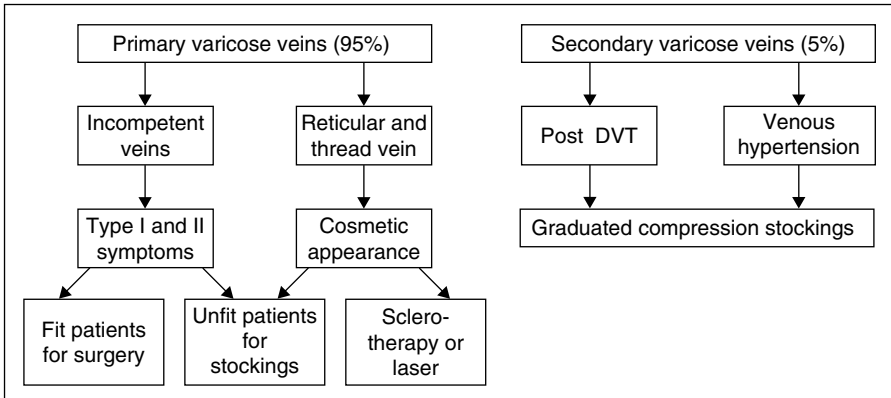 Primary varicose veins (95%)
Secondary varicose veins (5%)
Incompetent
veins
Reticular and
thread vein
Post DVT
Venous
hypertension
Type I and II
symptoms
Cosmetic
appearance
Graduated compression stockings
Fit patients
for surgery
Unfit patients
for
stockings
Sclero-
therapy or
laser